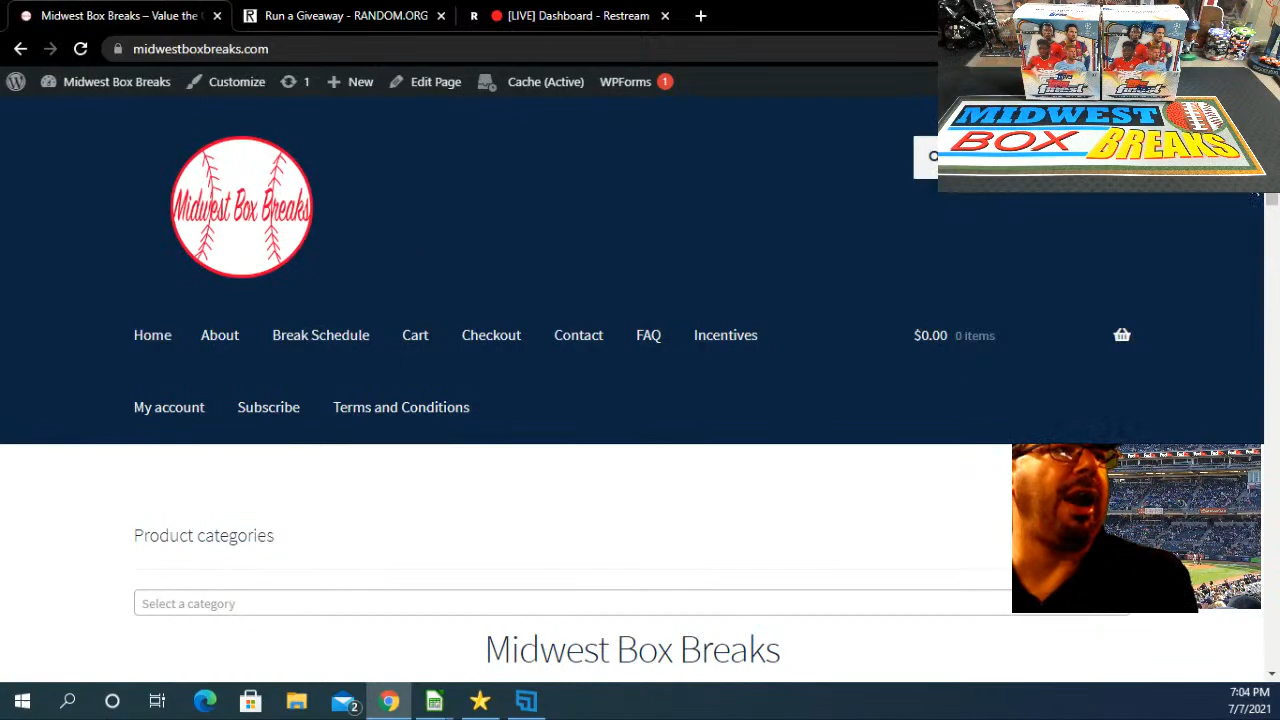 Midwest Box Breaks – Value the C
Run a Giveaway
[LIVE] Dashboard - Restream
midwestboxbreaks.com
Midwest Box Breaks
Customize
1
New
Edit Page
Cache (Active)
WPForms
1
finest
finest
MIDWEST
BOX BREAKS
Midwest Box Breaks
Home
About
Break Schedule
Cart
Checkout
Contact
FAQ
Incentives
$0.00 0 items
My account
Subscribe
Terms and Conditions
FedEx
Product categories
Select a category
Midwest Box Breaks
2
7:04 PM
7/7/2021